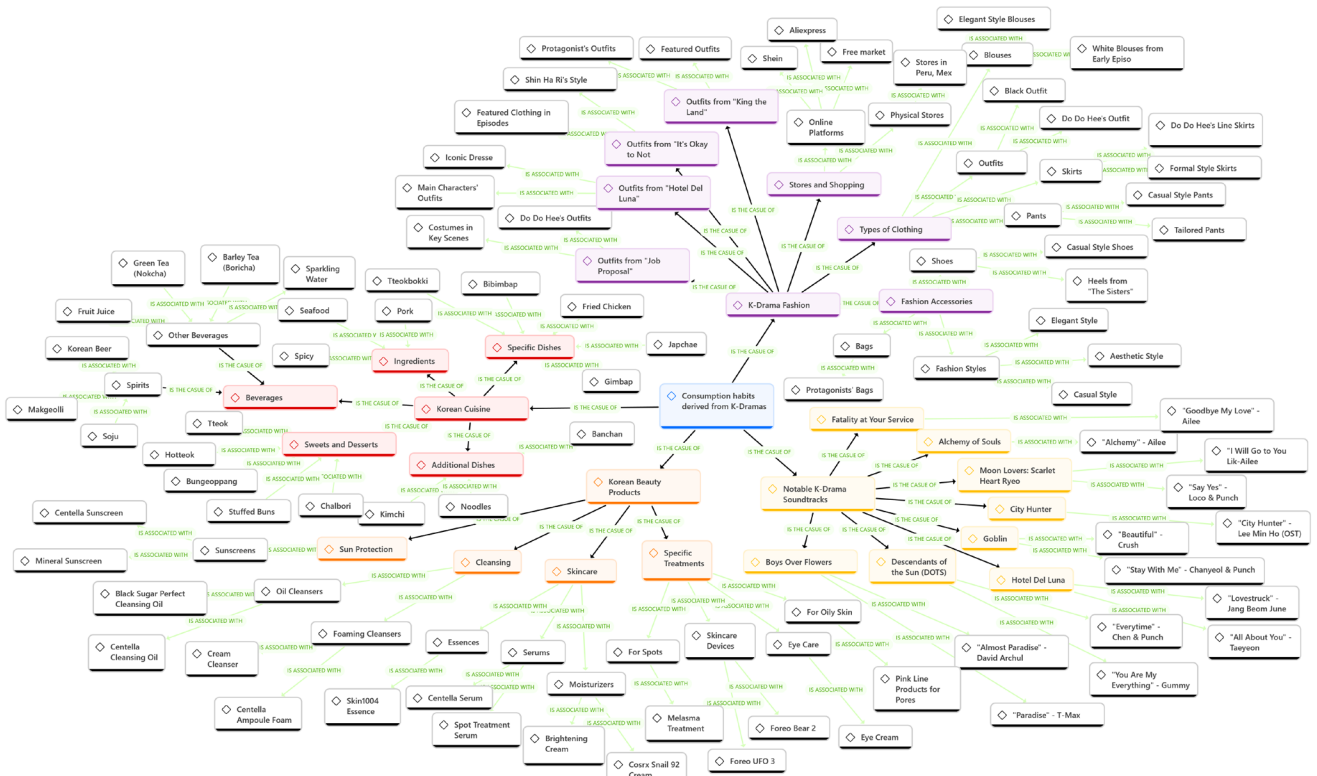 Elegant Style Blouses
IS ASSOCIATED WITH
Aliexpress
Protagonist's Outfits
Featured Outfits
Shein
Free market
Stores in
Peru, Mex
Blouses
White Blouses from
Early Episo
IS ASSOCIATED WITH
Shin Ha Ri's Style
Black Outfit
Outfits from "King the
Land"
Featured Clothing in
Episodes
Online
Platforms
Physical Stores
Do Do Hee's Outfit
Do Do Hee's Line Skirts
Outfits from "It's Okay
to Not
Iconic Dresse
Outfits
Skirts
Formal Style Skirts
Main Characters'
Outfits
Outfits from "Hotel Del
Luna"
Stores and Shopping
Casual Style Pants
IS THE CASUE OF
Do Do Hee's Outfits
Pants
Tailored Pants
Costumes in
Key Scenes
Types of Clothing
Casual Style Shoes
Outfits from "Job
Proposal"
Shoes
Heels from
"The Sisters"
K-Drama Fashion
Fashion Accessories
Elegant Style
Bags
Aesthetic Style
Fashion Styles
Protagonists' Bags
Casual Style
Green Tea
(Nokcha)
Barley Tea
(Boricha)
Sparkling
Water
Tteokbokki
Bibimbap
Fruit Juice
Seafood
Pork
Fried Chicken
Other Beverages
Korean Beer
Spicy
Ingredients
Specific Dishes
Japchae
Gimbap
Spirits
Beverages
Korean Cuisine
Consumption habits
derived from K-Dramas
Makgeolli
Soju
Tteok
Sweets and Desserts
Banchan
Hotteok
Additional Dishes
Bungeoppang
Stuffed Buns
Chalbori
Kimchi
Noodles
Fatality at Your Service
"Goodbye My Love" -
Ailee
Alchemy of Souls
"Alchemy" - Ailee
"I Will Go to You
Lik-Ailee
Moon Lovers: Scarlet
Heart Ryeo
"Say Yes" -
Loco & Punch
Korean Beauty
Products
Notable K-Drama
Soundtracks
City Hunter
"City Hunter" -
Lee Min Ho (OST)
Goblin
"Beautiful" -
Crush
"Stay With Me" - Chanyeol & Punch
Centella Sunscreen
Mineral Sunscreen
Sunscreens
Sun Protection
Cleansing
Skincare
Specific
Treatments
Boys Over Flowers
Descendants of
the Sun (DOTS)
Hotel Del Luna
"Lovestruck" -
Jang Beom June
Black Sugar Perfect
Cleansing Oil
Oil Cleansers
For Oily Skin
"Everytime" -
Chen & Punch
"All About You" -
Taeyeon
Centella
Cleansing Oil
Cream
Cleanser
Foaming Cleansers
Essences
Serums
For Spots
Skincare
Devices
Eye Care
"Almost Paradise" -
David Archul
"You Are My
Everything" - Gummy
Moisturizers
Pink Line
Products for
Pores
Centella
Ampoule Foam
Skin1004
Essence
Centella Serum
Spot Treatment
Serum
Brightening
Cream
Melasma
Treatment
Foreo Bear 2
Eye Cream
"Paradise" - T-Max
Cosrx Snail 92
Cream
Foreo UFO 3